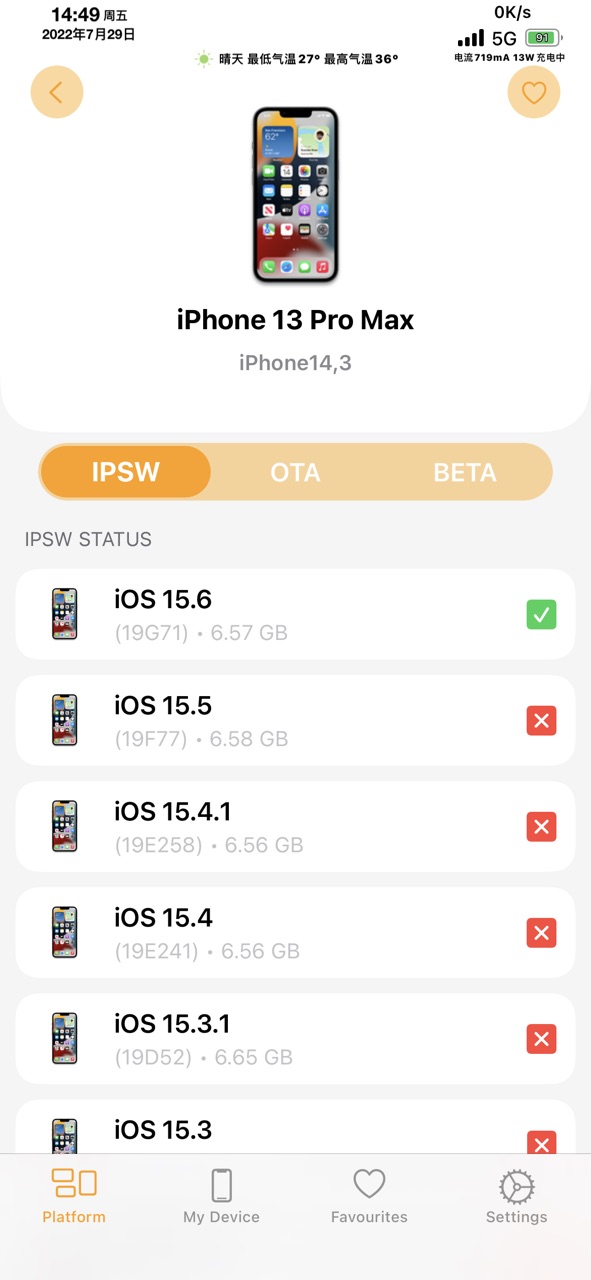 14:49 周五
0K/s
2022年7月29日
5G 91
晴天 最低气温27° 最高气温36°
电流719mA 13W充电中
iPhone 13 Pro Max
iPhone14,3
IPSW
OTA
BETA
IPSW STATUS
iOS 15.6
(19G71) • 6.57 GB
iOS 15.5
(19F77) • 6.58 GB
iOS 15.4.1
(19E258) • 6.56 GB
iOS 15.4
(19E241) • 6.56 GB
iOS 15.3.1
(19D52) • 6.65 GB
iOS 15.3
Platform
My Device
Favourites
Settings